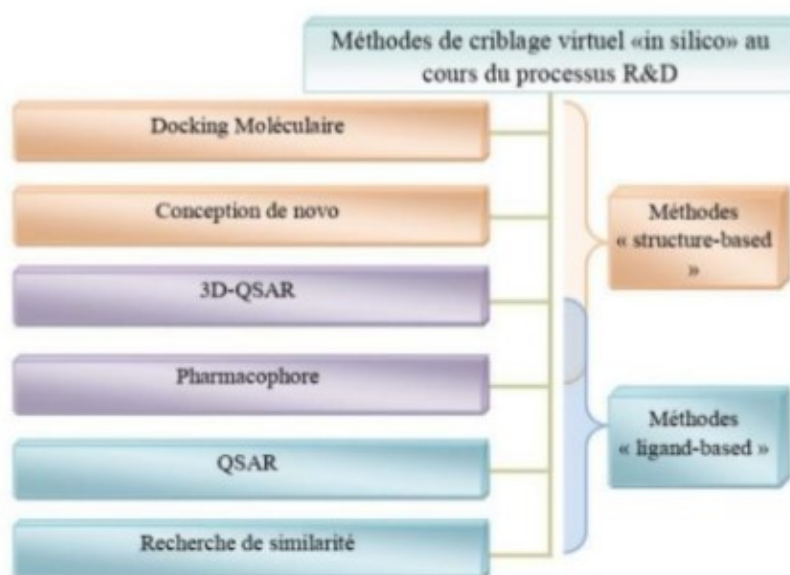 Méthodes de criblage virtuel «in silico» au
cours du processus R&D
Docking Moléculaire
Conception de novo
3D-QSAR
Pharmacophore
QSAR
Recherche de similarité
Méthodes
« structure-based
»
Méthodes
« ligand-based »